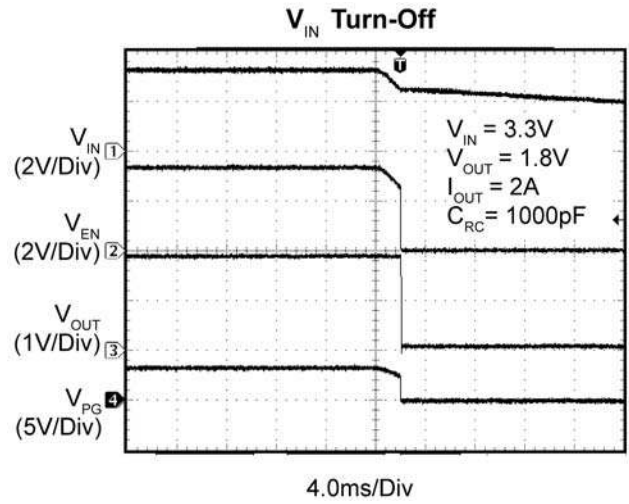 V_IN Turn-Off
T
V_IN 1
(2V/Div)
V_IN = 3.3V
V_OUT = 1.8V
I_OUT = 2A
C_RC = 1000pF
V_EN
(2V/Div) 2
V_OUT
(1V/Div) 3
V_PG 4
(5V/Div)
4.0ms/Div